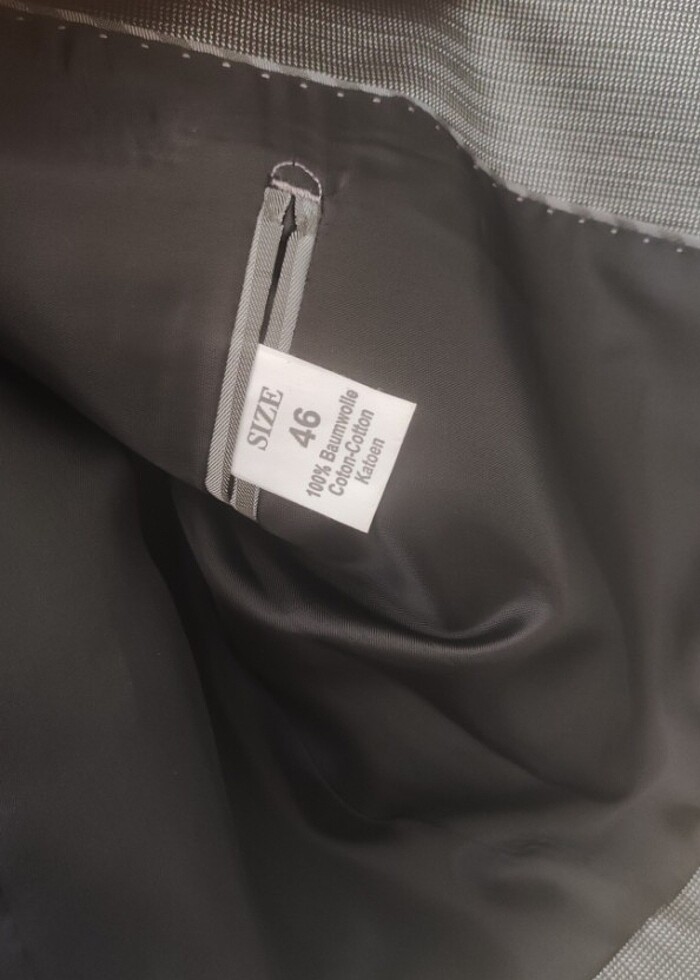 SIZE
46
100% Baumwolle
Coton-Cotton
Katoen